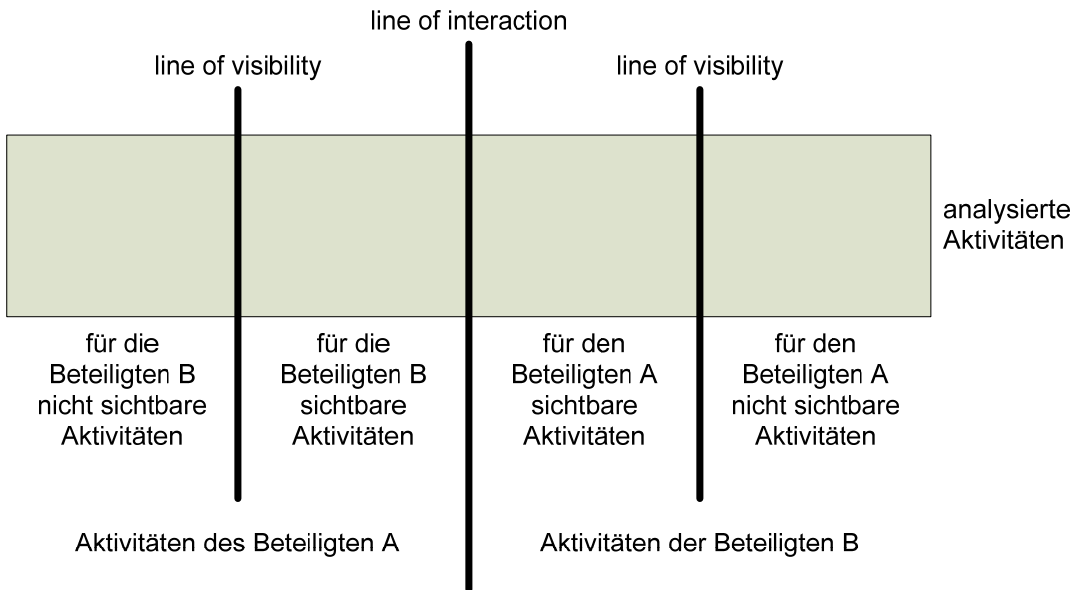 line of interaction
line of visibility
line of visibility
analysierte
Aktivitäten
für die
Beteiligten B
nicht sichtbare
Aktivitäten
für die
Beteiligten B
sichtbare
Aktivitäten
für den
Beteiligten A
sichtbare
Aktivitäten
für den
Beteiligten A
nicht sichtbare
Aktivitäten
Aktivitäten des Beteiligten A
Aktivitäten der Beteiligten B